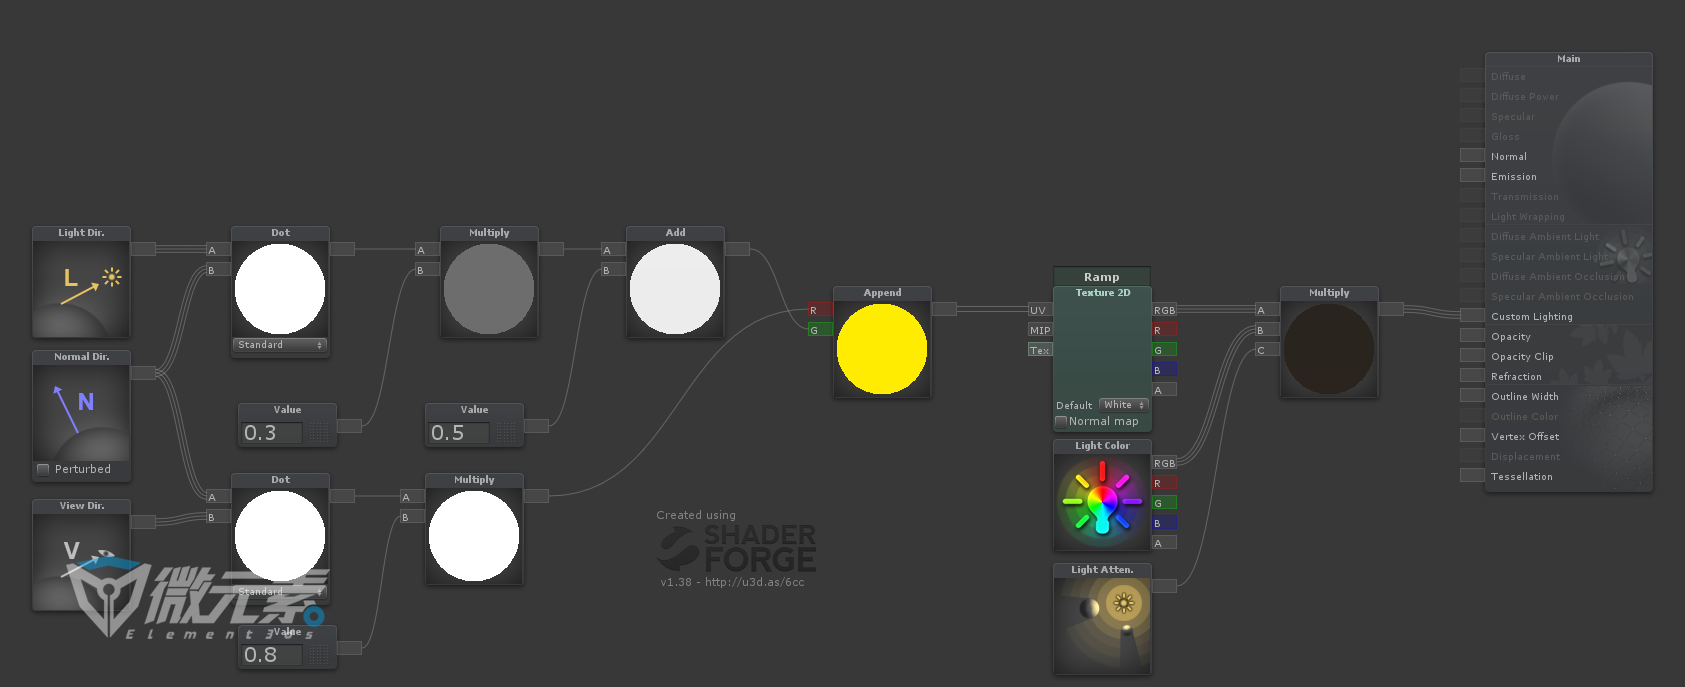 Main
Diffuse
Diffuse Power
Specular
Gloss
Normal
Emission
Transmission
Light Wrapping
Diffuse Ambient Light
Specular Ambient Light
Diffuse Ambient Occlusion
Specular Ambient Occlusion
Custom Lighting
Opacity
Opacity Clip
Refraction
Outline Width
Outline Color
Vertex Offset
Displacement
Tessellation
Light Dir.
L
Dot
A
B
Standard
Multiply
A
B
Add
A
B
Normal Dir.
N
Perturbed
Value
0.3
Value
0.5
View Dir.
V
Dot
A
B
Standard
Multiply
A
B
Value
0.8
Append
R
G
Ramp
Texture 2D
UV
MIP
Tex
RGB
R
G
B
A
Default White
Normal map
Light Color
RGB
R
G
B
A
Light Atten.
Multiply
A
B
C
Created using
SHADER
FORGE
v1.38 - http://u3d.as/6cc
微元素
Element3ds